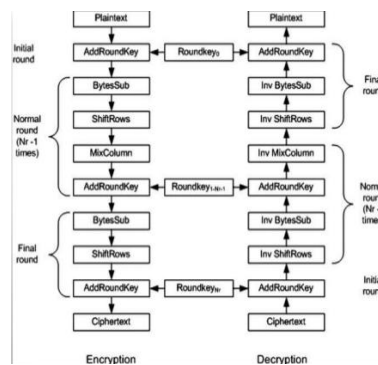 Plaintext
Plaintext
Initial
round
AddRoundKey
Roundkey0
AddRoundKey
BytesSub
Inv BytesSub
Final
round
Normal
round
(Nr -1
times)
ShiftRows
Inv ShiftRows
MixColumn
Inv MixColumn
AddRoundKey
Roundkey1-Nr-1
AddRoundKey
BytesSub
Inv BytesSub
Final
round
ShiftRows
Inv ShiftRows
AddRoundKey
RoundkeyNr
AddRoundKey
Ciphertext
Ciphertext
Encryption
Decryption